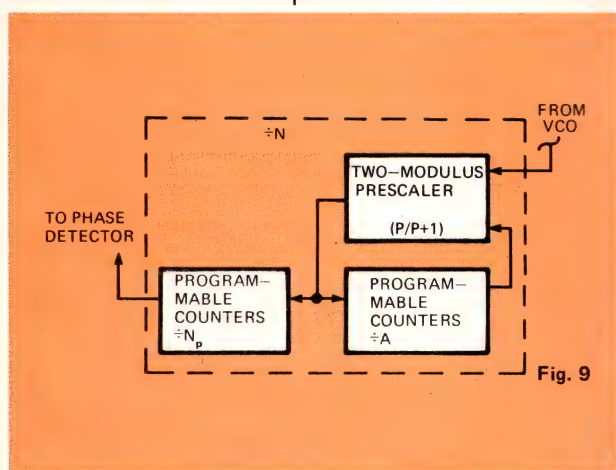 ÷N
FROM
VCO
TWO—MODULUS
PRESCALER
(P/P+1)
TO PHASE
DETECTOR
PROGRAM—
MABLE
COUNTERS
÷Np
PROGRAM—
MABLE
COUNTERS
÷A
Fig. 9